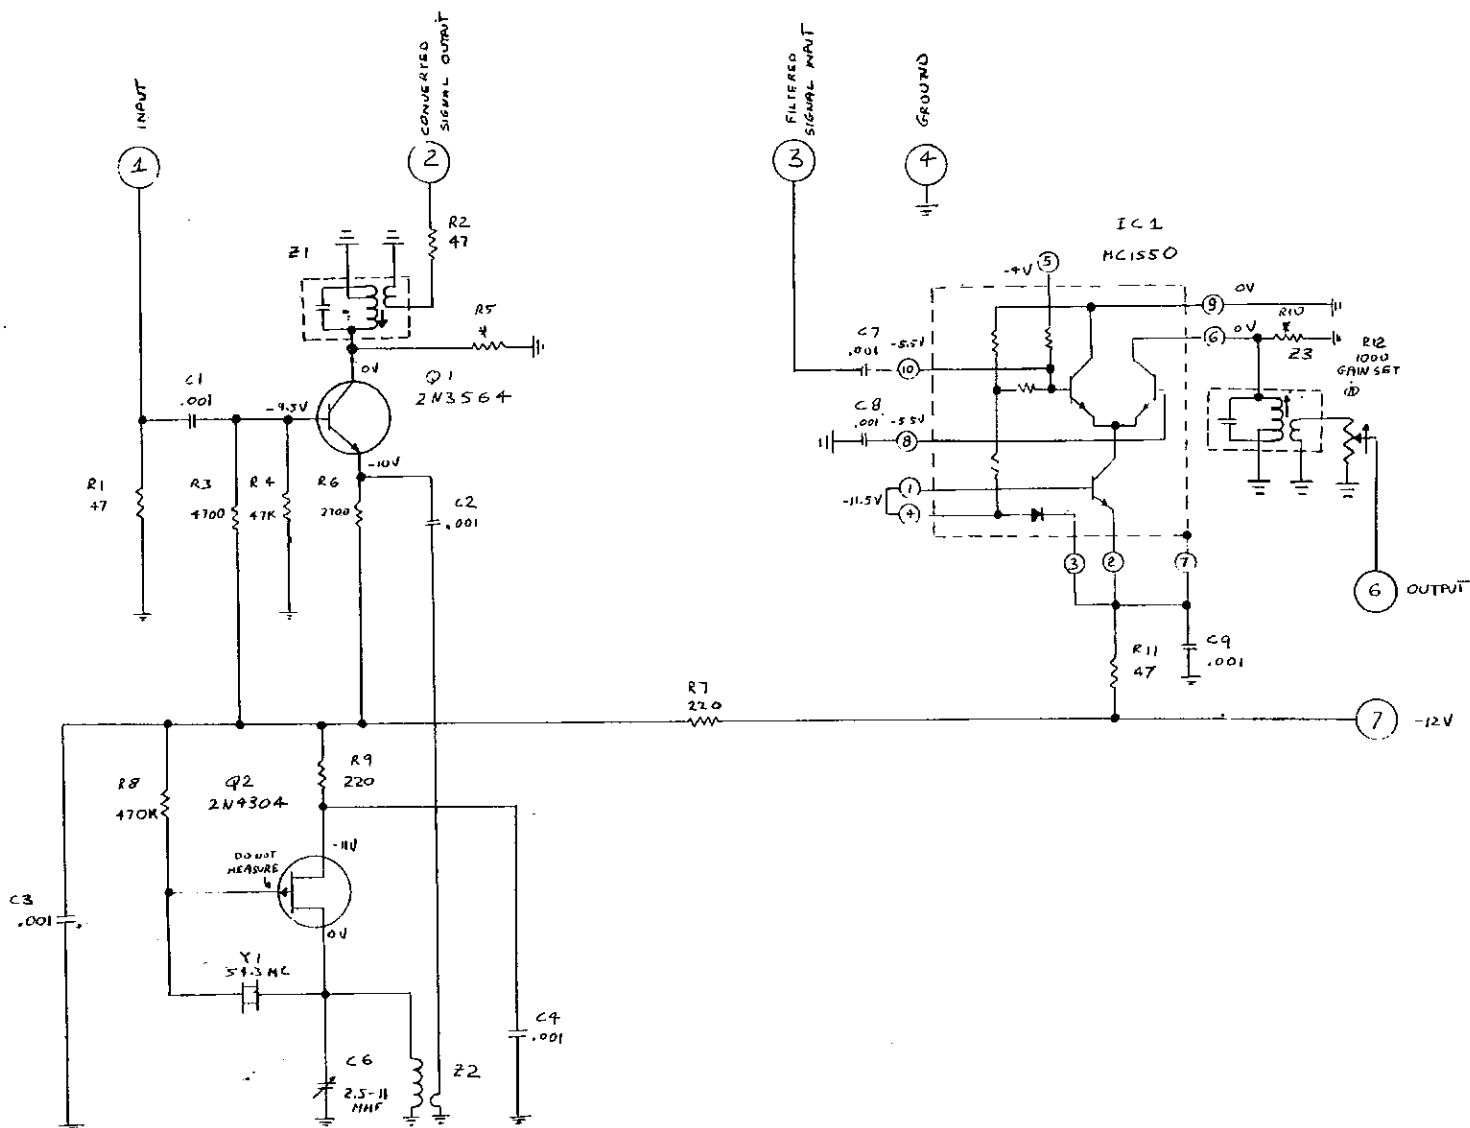 INPUT
1
CONVERTED
SIGNAL OUTPUT
2
FILTERED
SIGNAL INPUT
3
GROUND
4
R2
47
Z1
R5
*
0V
Q1
2N3564
C1
.001
-9.5V
-10V
R1
47
R3
4700
R4
47K
R6
2700
C2
.001
IC1
MC1550
-4V
5
9
0V
C7
.001
-5.5V
10
6
0V
R10
*
Z3
R12
1000
GAIN SET
C8
.001
-5.5V
8
-11.5V
1
4
3
2
7
6
OUTPUT
R11
47
C9
.001
R7
220
7
-12V
R8
470K
Q2
2N4304
R9
220
-11V
DO NOT
MEASURE
0V
C3
.001
Y1
54.3 MC
C4
.001
C6
2.5-11
MMF
Z2